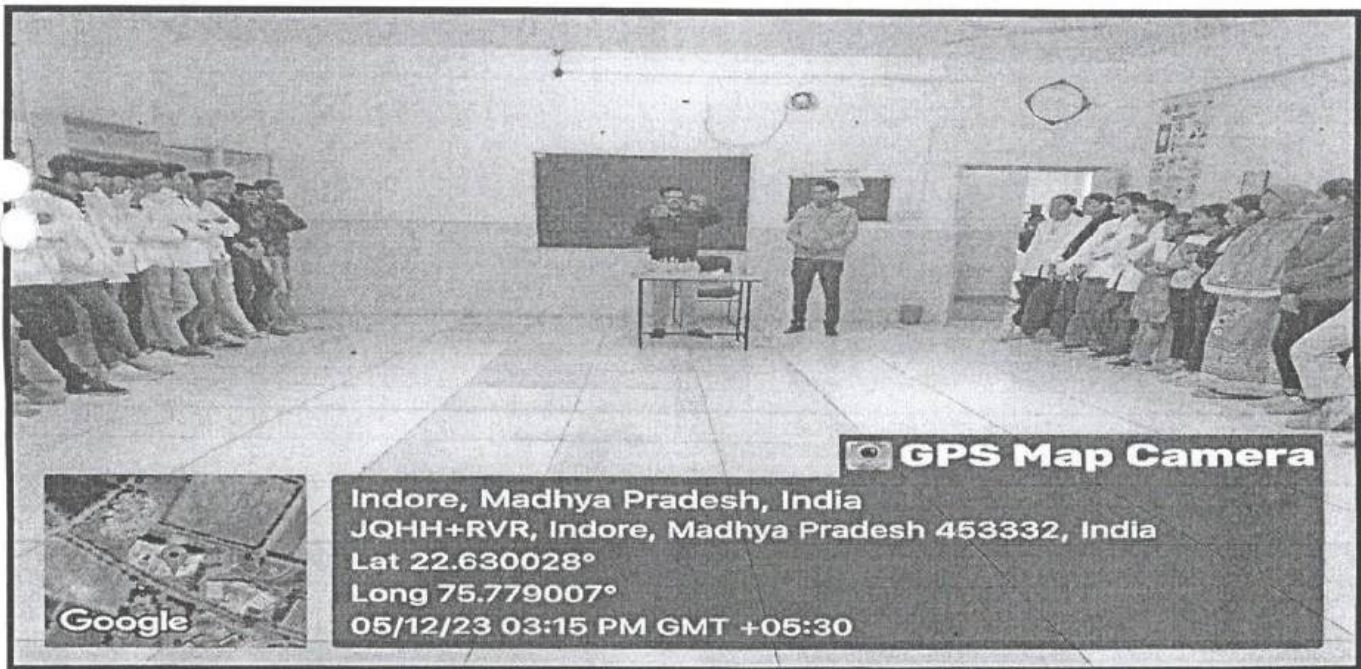 GPS Map Camera
Indore, Madhya Pradesh, India
JQHH+RVR, Indore, Madhya Pradesh 453332, India
Lat 22.630028°
Long 75.779007°
05/12/23 03:15 PM GMT +05:30
Google